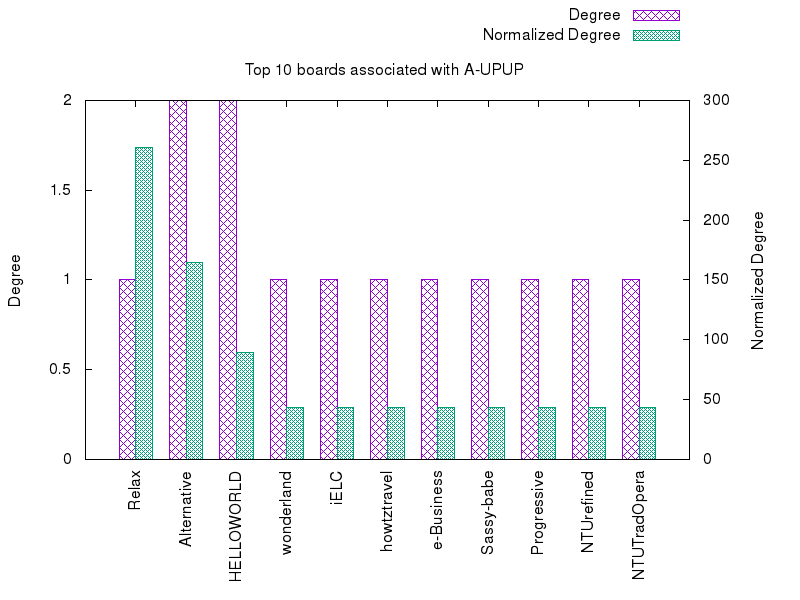 Degree
Normalized Degree
Top 10 boards associated with A-UPUP
2
1.5
1
0.5
0
300
250
200
150
100
50
0
Degree
Normalized Degree
Relax
Alternative
HELLOWORLD
wonderland
iELC
howtztravel
e-Business
Sassy-babe
Progressive
NTUrefined
NTUTradOpera